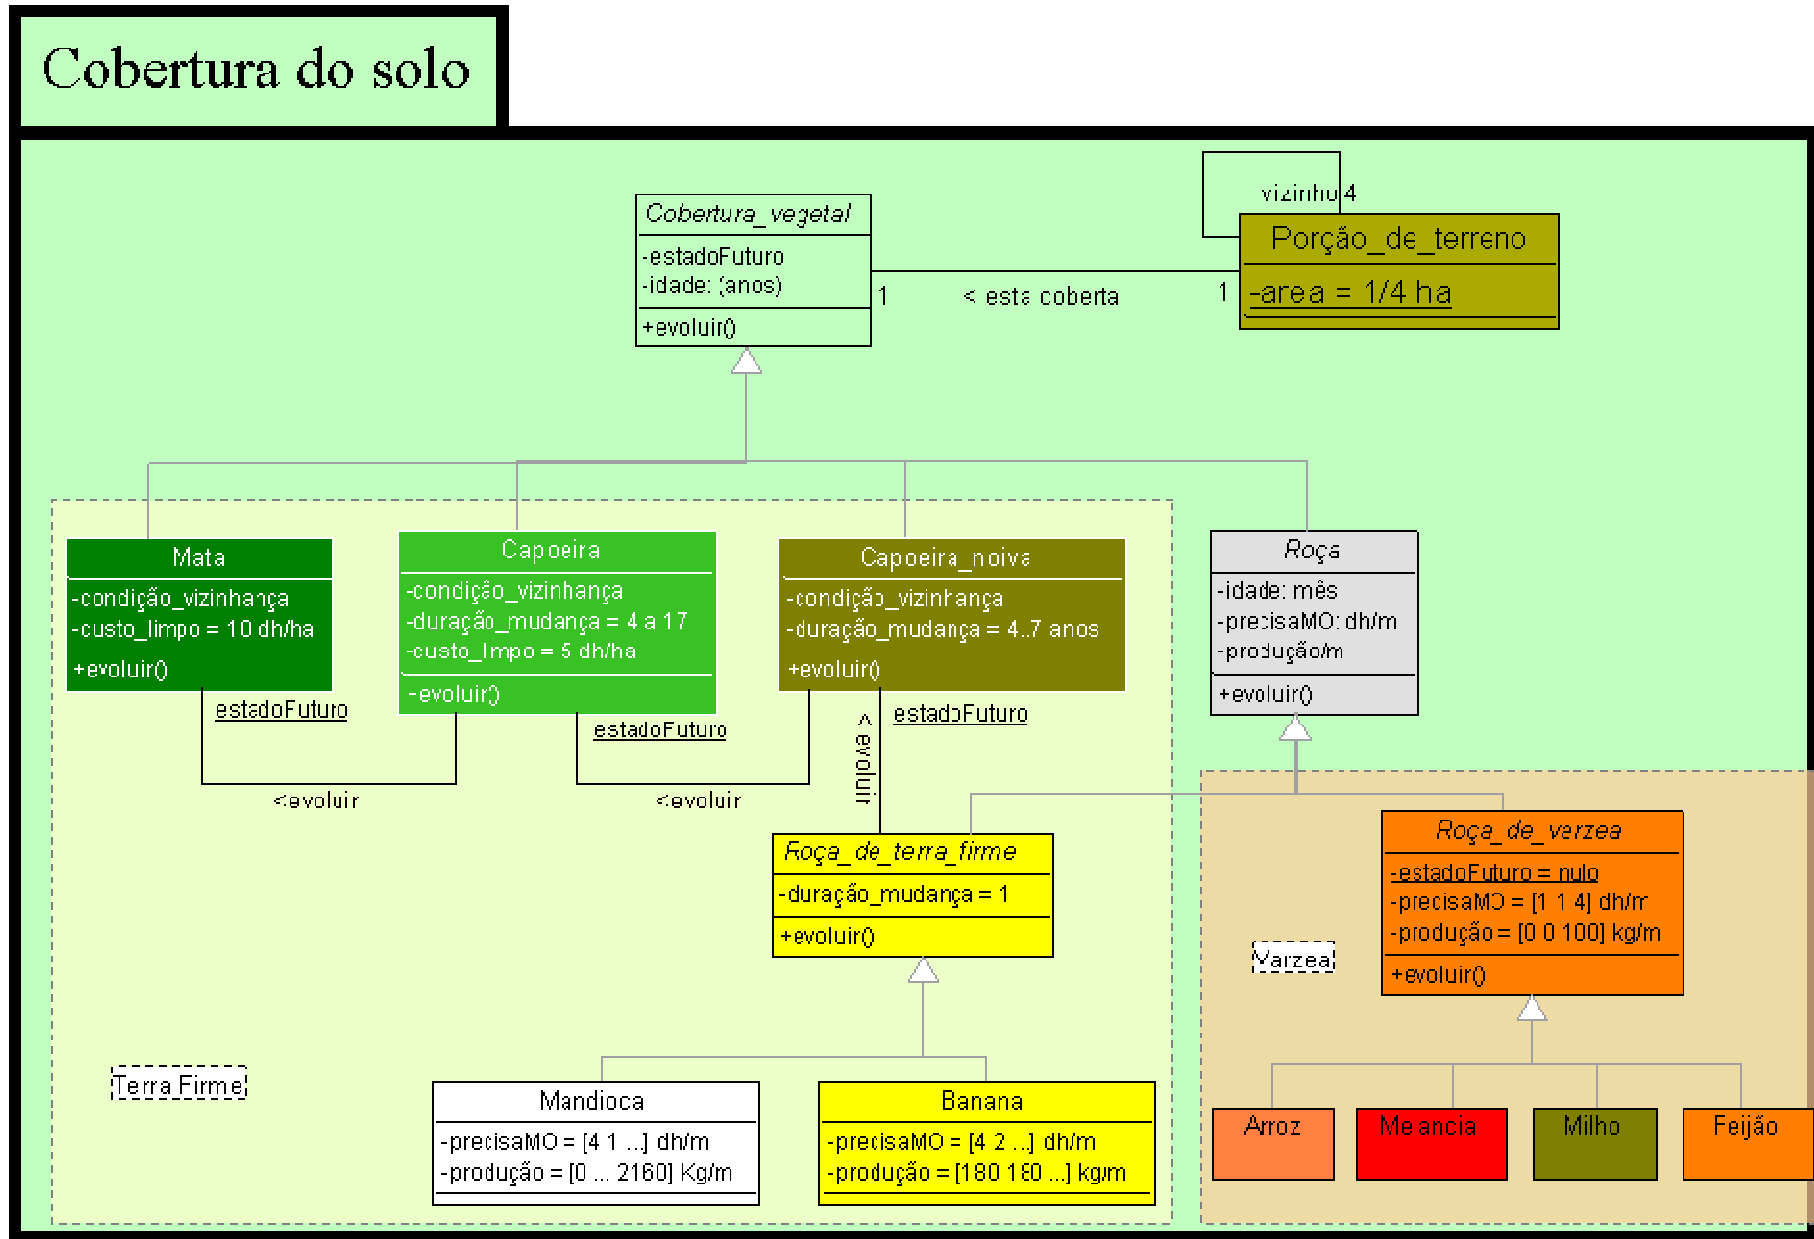 Cobertura do solo
Cobertura_vegetal
-estadoFuturo
-idade: (anos)
+evoluir()
vizinho 4
Porção_de_terreno
-area = 1/4 ha
1
< esta coberta
1
Mata
-condição_vizinhança
-custo_limpo = 10 dh/ha
+evoluir()
estadoFuturo
<evoluir
Capoeira
-condição_vizinhança
-duração_mudança = 4 a 17
-custo_limpo = 5 dh/ha
+evoluir()
estadoFuturo
<evoluir
Capoeira_noiva
-condição_vizinhança
-duração_mudança = 4..7 anos
+evoluir()
estadoFuturo
< evoluir
Roça
-idade: mês
-precisaMO: dh/m
-produção/m
+evoluir()
Roça_de_terra_firme
-duração_mudança = 1
+evoluir()
Roça_de_varzea
-estadoFuturo = nulo
-precisaMO = [1 1 4] dh/m
-produção = [0 0 100] kg/m
+evoluir()
Varzea
Terra Firme
Mandioca
-precisaMO = [4 1 ...] dh/m
-produção = [0 ... 2160] Kg/m
Banana
-precisaMO = [4 2 ...] dh/m
-produção = [180 180 ...] kg/m
Arroz
Melancia
Milho
Feijão